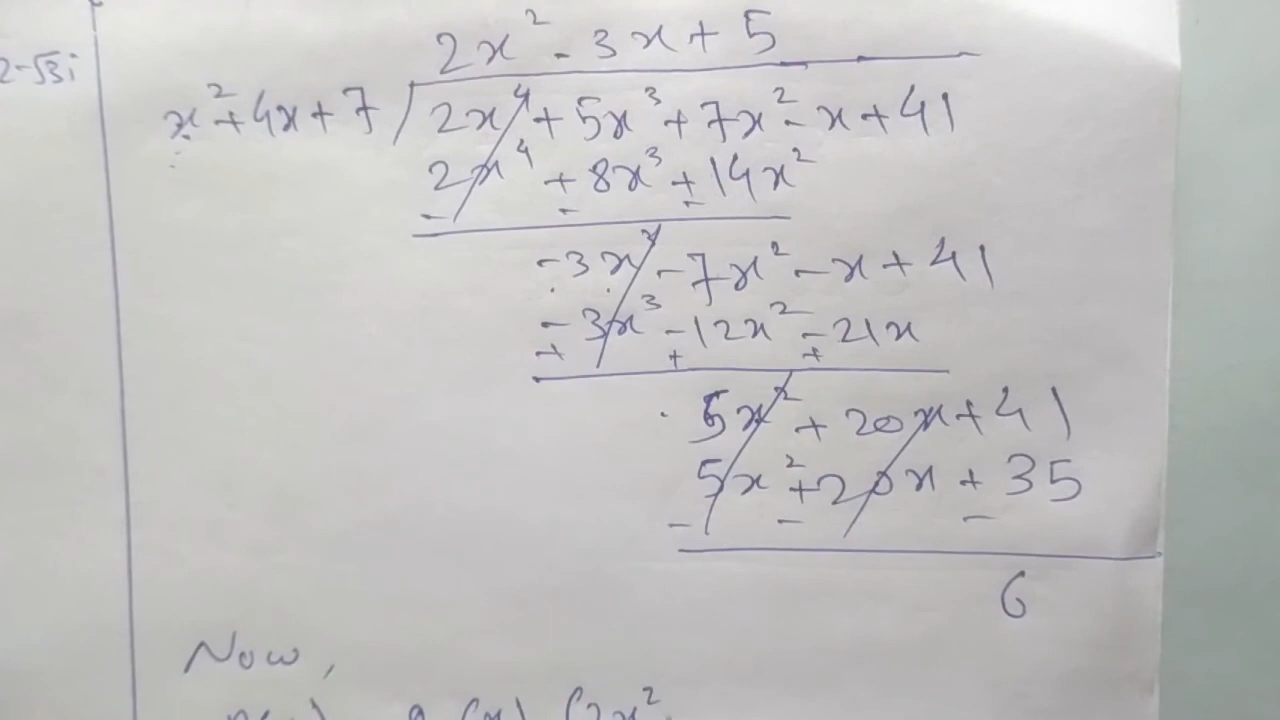 2x² - 3x + 5
2-√3i
x² + 4x + 7 ) 2x⁴ + 5x³ + 7x² - x + 41
2x⁴ + 8x³ + 14x²
- - -
-3x³ - 7x² - x + 41
-3x³ - 12x² - 21x
+ + +
5x² + 20x + 41
5x² + 20x + 35
- - -
6
Now,
(2x²